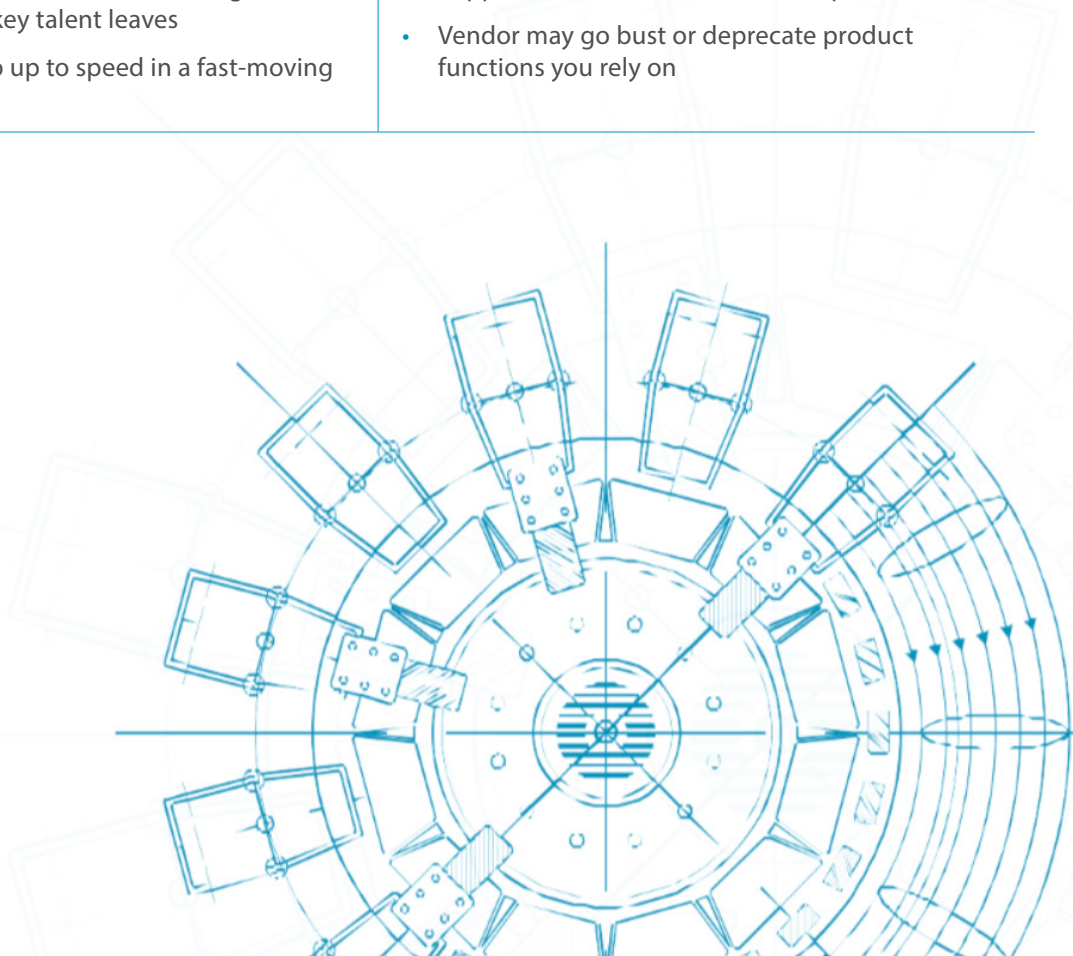 key talent leaves
up to speed in a fast-moving
• Vendor may go bust or deprecate product
functions you rely on